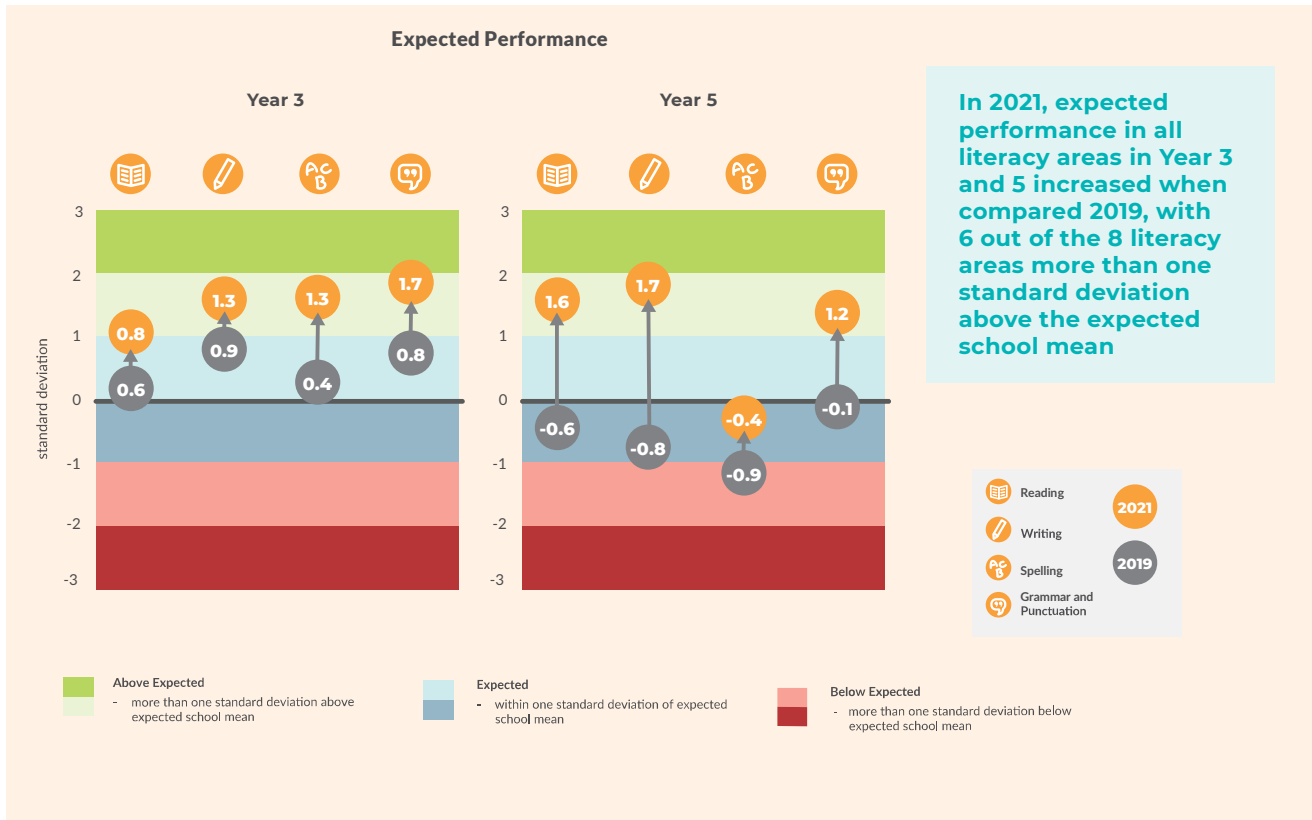 Expected Performance
Year 3
Year 5
In 2021, expected
performance in all
literacy areas in Year 3
and 5 increased when
compared 2019, with
6 out of the 8 literacy
areas more than one
standard deviation
above the expected
school mean
A C
B
A C
B
standard deviation
3
2
1
0
-1
-2
-3
0.8
0.6
1.3
0.9
1.3
0.4
1.7
0.8
3
2
1
0
-1
-2
-3
1.6
-0.6
1.7
-0.8
-0.4
-0.9
1.2
-0.1
Reading
Writing
A C
B
Spelling
Grammar and
Punctuation
2021
2019
Above Expected
- more than one standard deviation above
expected school mean
Expected
- within one standard deviation of expected
school mean
Below Expected
- more than one standard deviation below
expected school mean